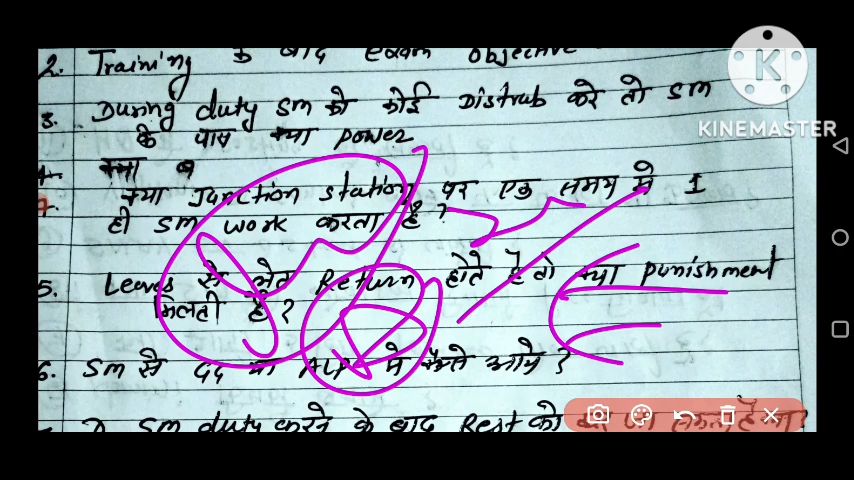 K
KINEMASTER
2. Training के बाद exam objective
3. During duty Sm को कोई Distrub करे तो Sm
के पास क्या power
4. क्या
क्या Junction station पर एक समय मे 1
ही Sm work करता है?
5. Leaves से लेत Return होते है तो क्या punishment
मिलती है?
6. Sm से GG या ALP मे कैसे आये?
7. Sm duty करने के बाद Rest को